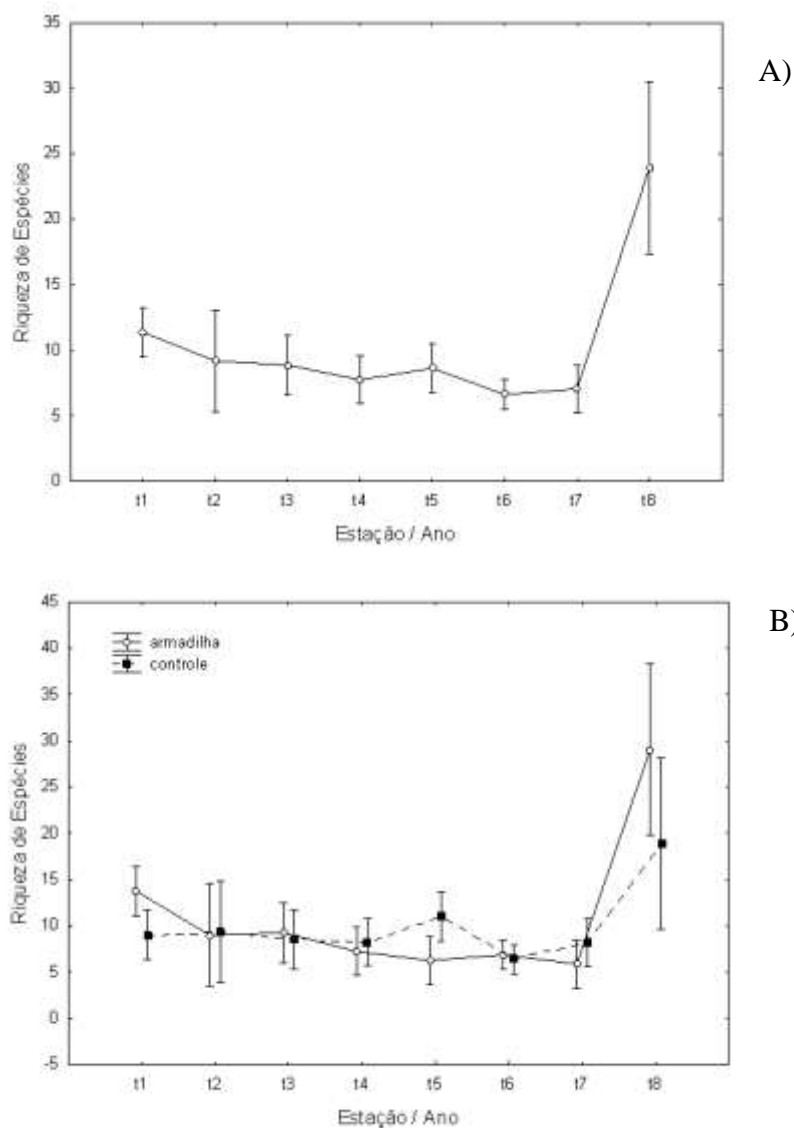 A)
35
30
25
20
15
10
5
0
Riqueza de Espécies
t1 t2 t3 t4 t5 t6 t7 t8
Estação / Ano
B)
armadilha
controle
45
40
35
30
25
20
15
10
5
0
-5
Riqueza de Espécies
t1 t2 t3 t4 t5 t6 t7 t8
Estação / Ano